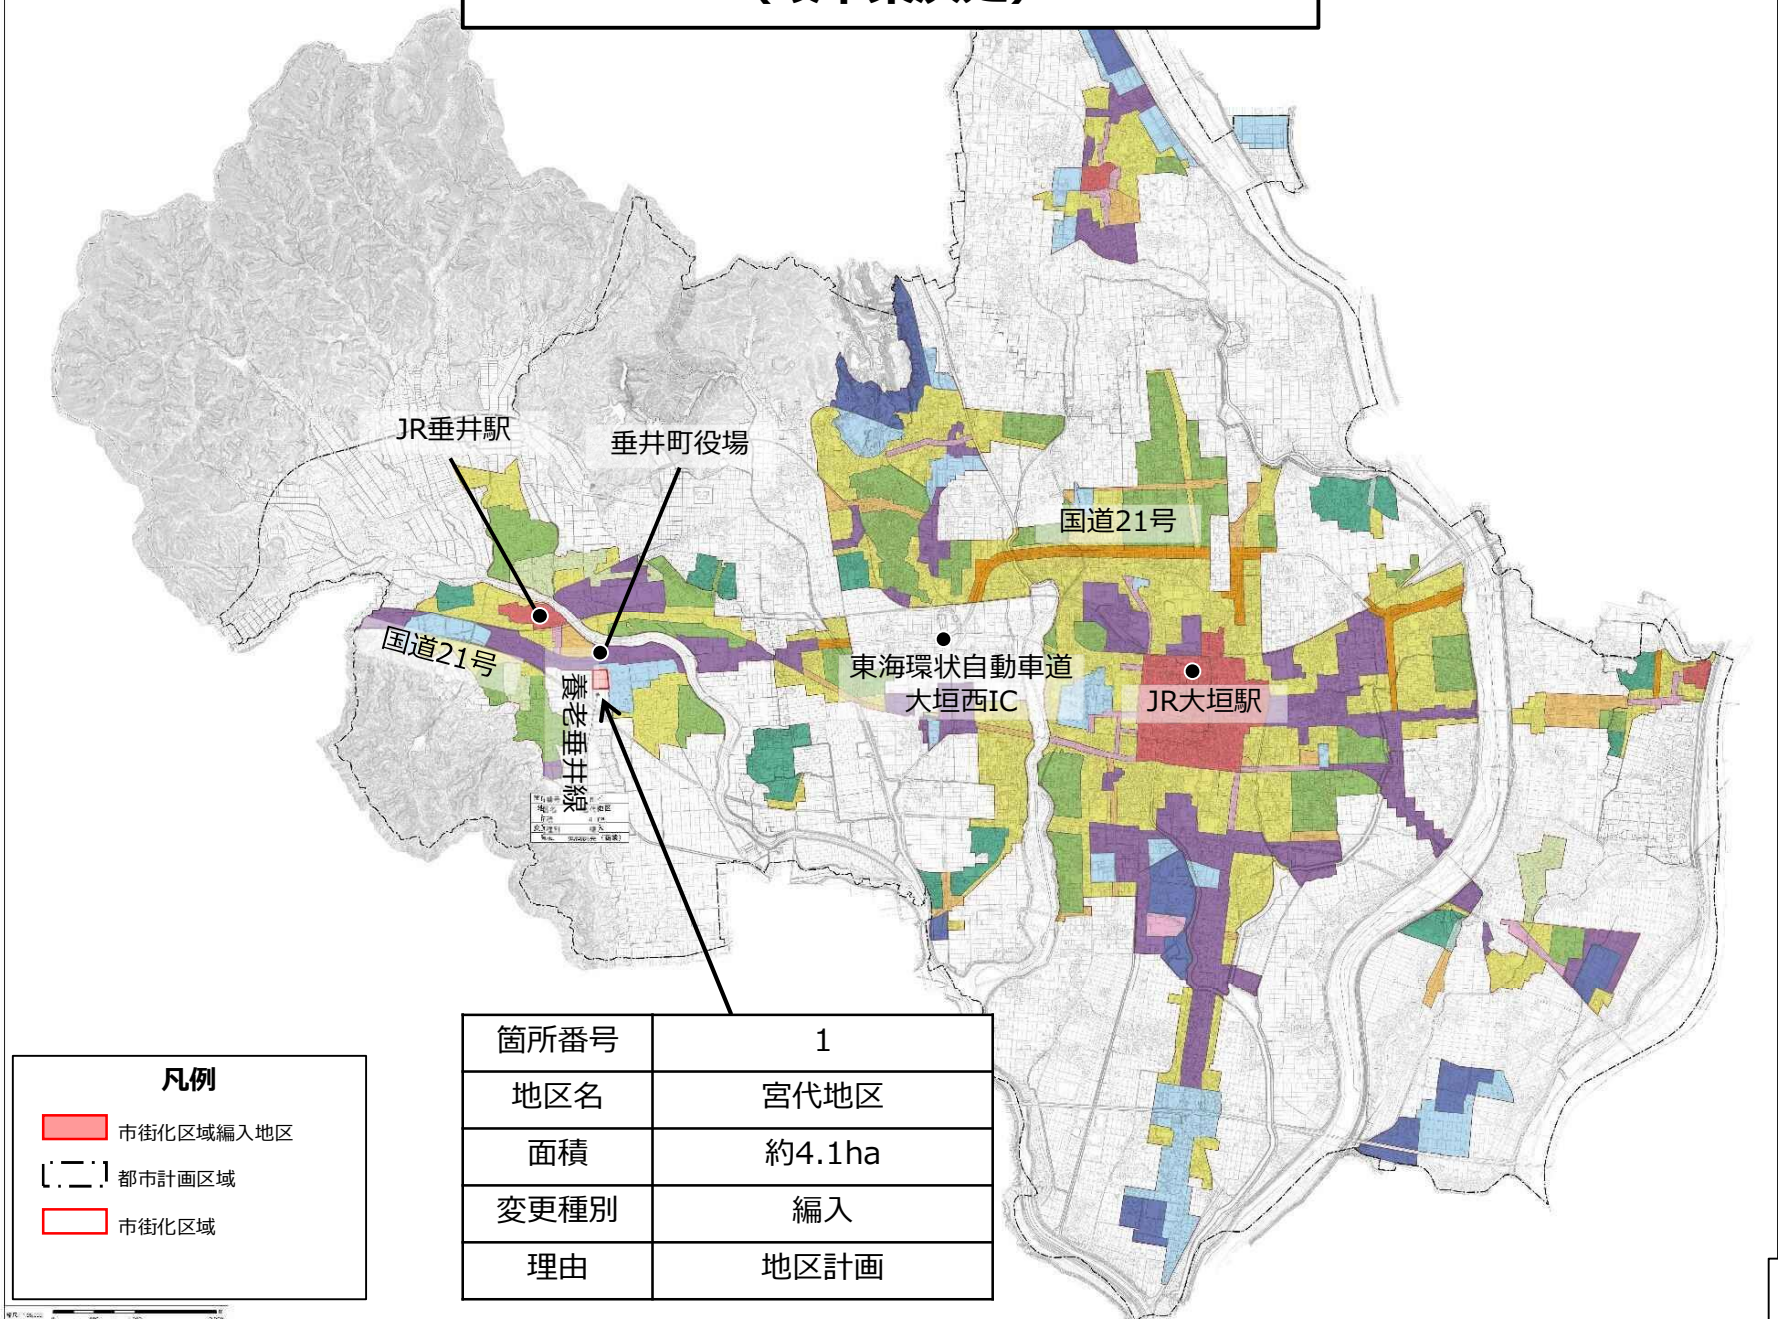 JR垂井駅
垂井町役場
国道21号
国道21号
東海環状自動車道
大垣西IC
JR大垣駅
養老垂井線
箇所番号 1
地区名 宮代地区
面積 約4.1ha
変更種別 編入
理由 地区計画
凡例
市街化区域編入地区
都市計画区域
市街化区域